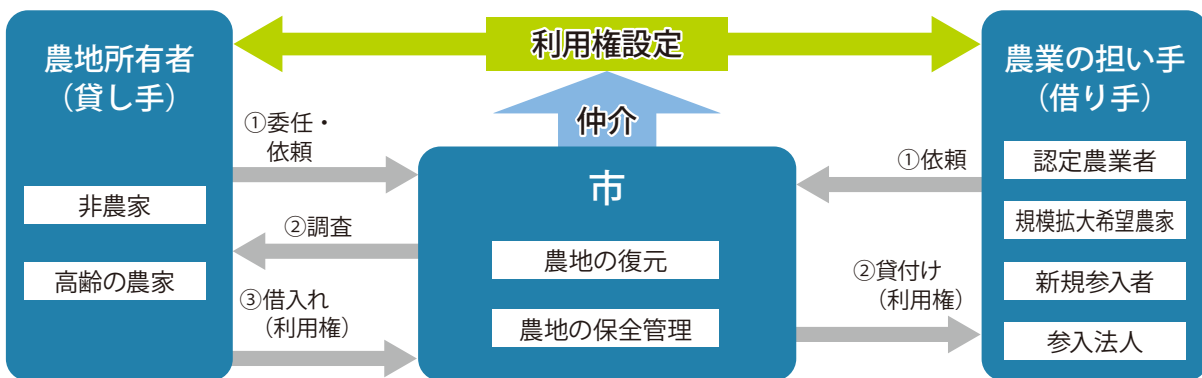 利用権設定
仲介
農地所有者
(貸し手)
非農家
高齢の農家
①委任・
依頼
②調査
③借入れ
(利用権)
市
農地の復元
農地の保全管理
①依頼
②貸付け
(利用権)
農業の担い手
(借り手)
認定農業者
規模拡大希望農家
新規参入者
参入法人